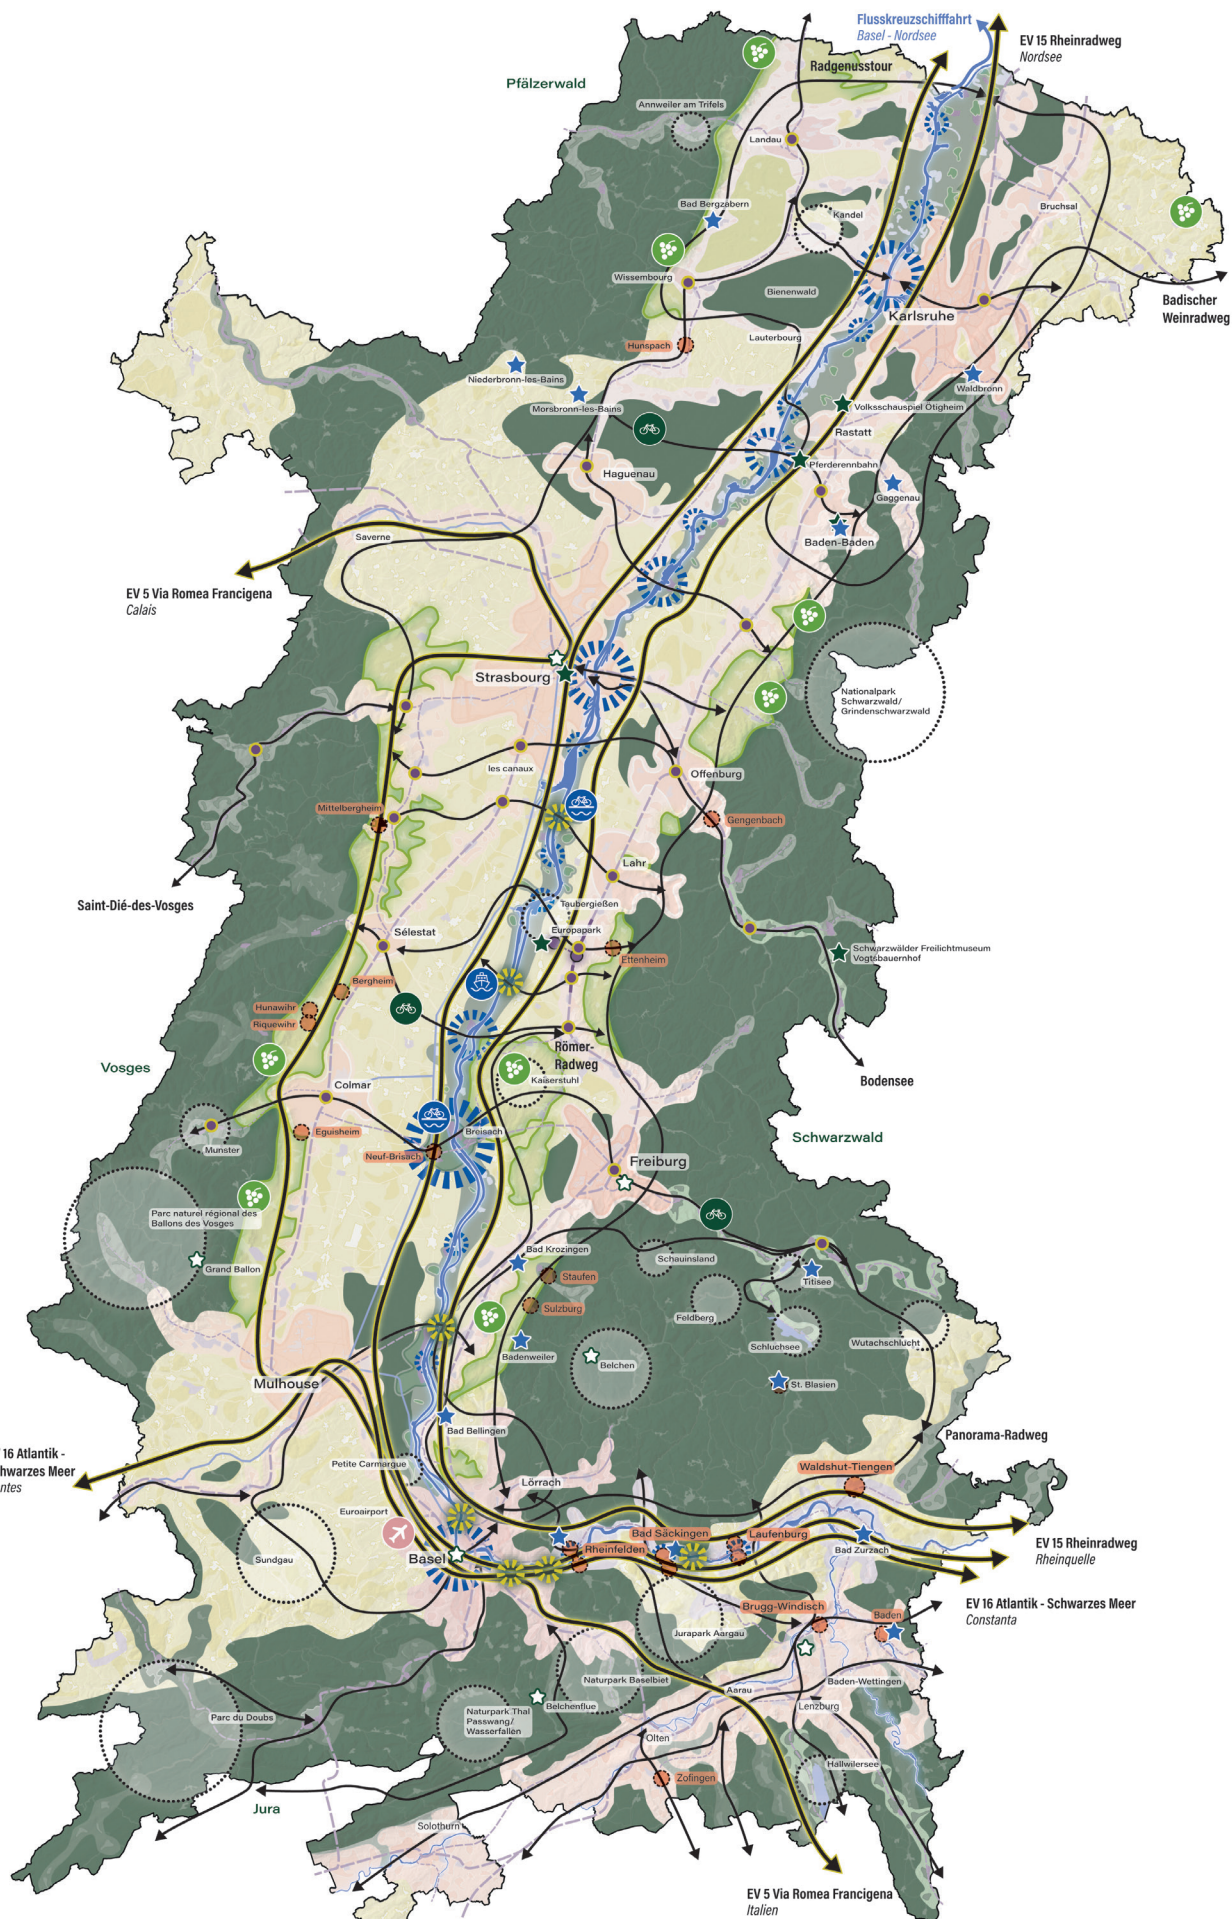 Flusskreuzschifffahrt
Basel - Nordsee
EV 15 Rheinradweg
Nordsee
Radgenusstour
Pfälzerwald
Annweiler am Trifels
Landau
Bad Bergzabern
Kandel
Bruchsal
Wissembourg
Bienenwald
Badischer
Weinradweg
Karlsruhe
Lauterbourg
Hunspach
Niederbronn-les-Bains
Waldbronn
Morsbronn-les-Bains
Volksschauspiel Ötigheim
Rastatt
Pferderennbahn
Haguenau
Gaggenau
Baden-Baden
Saverne
EV 5 Via Romea Francigena
Calais
Strasbourg
Nationalpark
Schwarzwald/
Grindenschwarzwald
les canaux
Offenburg
Mittelbergheim
Gengenbach
Lahr
Saint-Dié-des-Vosges
Taubergießen
Sélestat
Europapark
Ettenheim
Schwarzwälder Freilichtmuseum
Vogtsbauernhof
Bergheim
Hunawihr
Riquewihr
Römer-
Radweg
Vosges
Kaiserstuhl
Bodensee
Colmar
Eguisheim
Breisach
Schwarzwald
Munster
Neuf-Brisach
Freiburg
Parc naturel régional des
Ballons des Vosges
Bad Krozingen
Schauinsland
Grand Ballon
Staufen
Titisee
Sulzburg
Feldberg
Schluchsee
Wutachschlucht
Badenweiler
Belchen
St. Blasien
Mulhouse
Bad Bellingen
Panorama-Radweg
16 Atlantik -
hwarzes Meer
ntes
Petite Carmargue
Waldshut-Tiengen
Lörrach
Euroairport
Bad Säckingen
Laufenburg
EV 15 Rheinradweg
Rheinquelle
Rheinfelden
Bad Zurzach
Basel
Sundgau
EV 16 Atlantik - Schwarzes Meer
Constanta
Brugg-Windisch
Baden
Jurapark Aargau
Naturpark Baselbiet
Baden-Wettingen
Aarau
Belchenflue
Lenzburg
Parc du Doubs
Naturpark Thal
Passwang/
Wasserfallen
Olten
Hallwilersee
Zofingen
Jura
Solothurn
EV 5 Via Romea Francigena
Italien